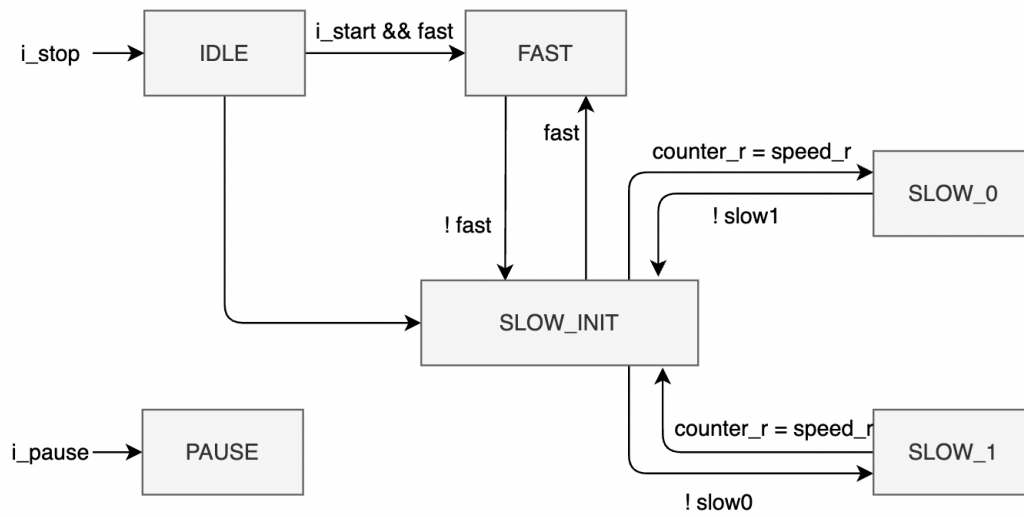 i_stop
IDLE
i_start && fast
FAST
fast
! fast
counter_r = speed_r
SLOW_0
! slow1
SLOW_INIT
i_pause
PAUSE
counter_r = speed_r
SLOW_1
! slow0